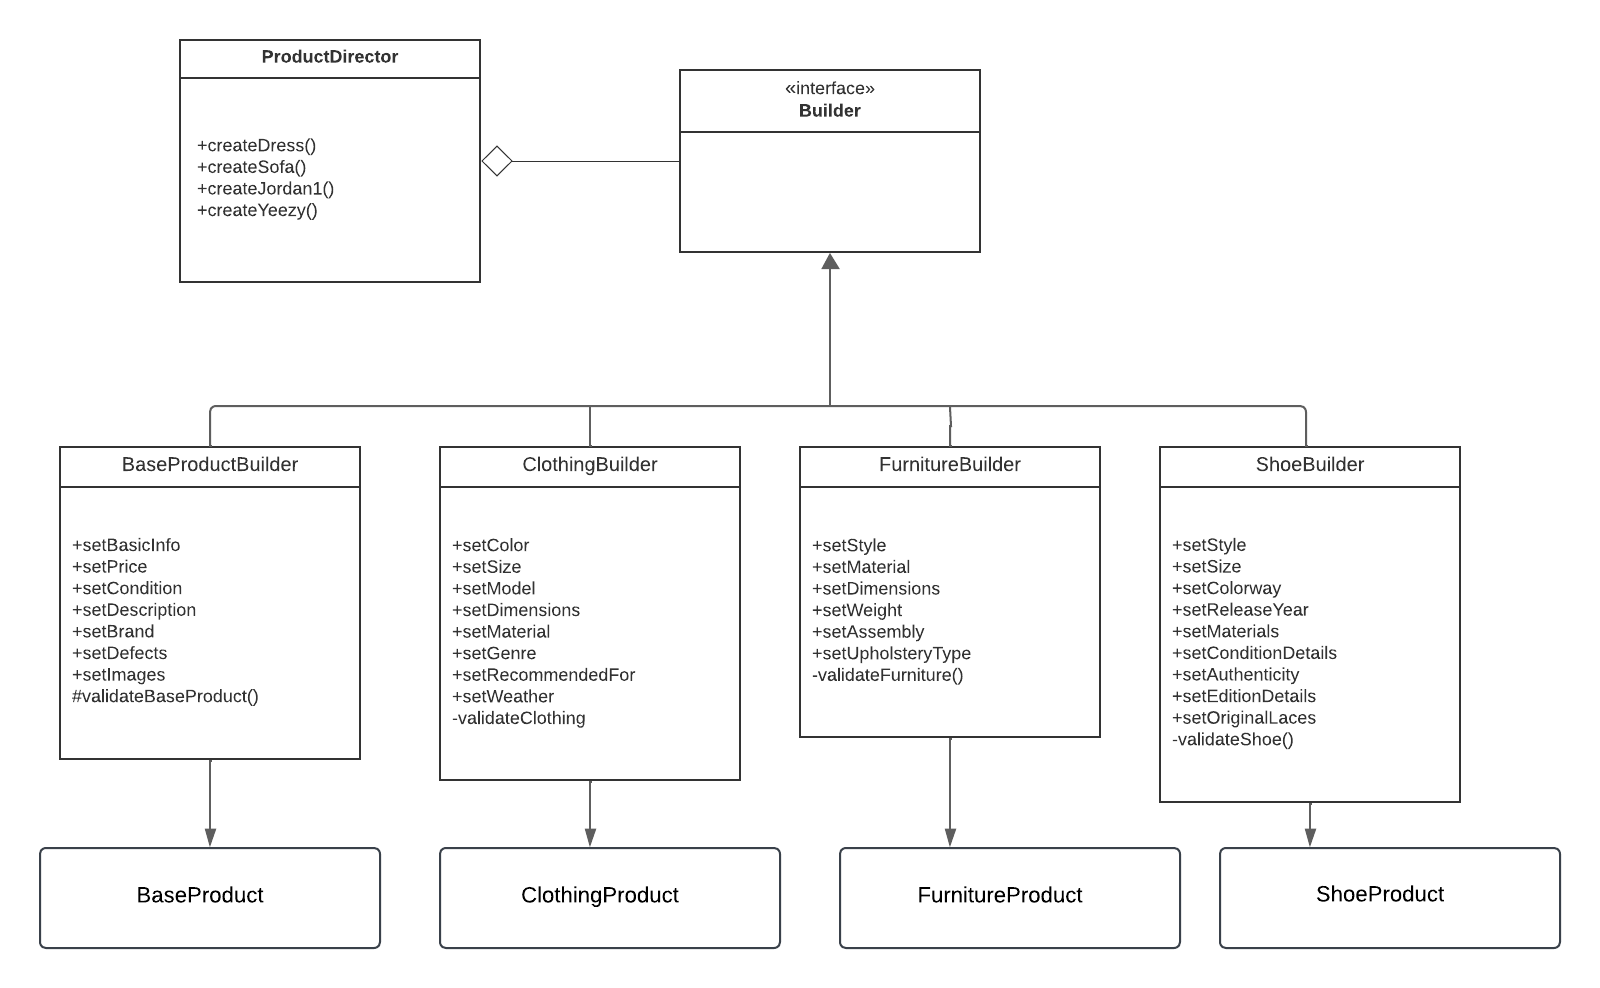 ProductDirector
+createDress()
+createSofa()
+createJordan1()
+createYeezy()
«interface»
Builder
BaseProductBuilder
+setBasicInfo
+setPrice
+setCondition
+setDescription
+setBrand
+setDefects
+setImages
#validateBaseProduct()
ClothingBuilder
+setColor
+setSize
+setModel
+setDimensions
+setMaterial
+setGenre
+setRecommendedFor
+setWeather
-validateClothing
FurnitureBuilder
+setStyle
+setMaterial
+setDimensions
+setWeight
+setAssembly
+setUpholsteryType
-validateFurniture()
ShoeBuilder
+setStyle
+setSize
+setColorway
+setReleaseYear
+setMaterials
+setConditionDetails
+setAuthenticity
+setEditionDetails
+setOriginalLaces
-validateShoe()
BaseProduct
ClothingProduct
FurnitureProduct
ShoeProduct